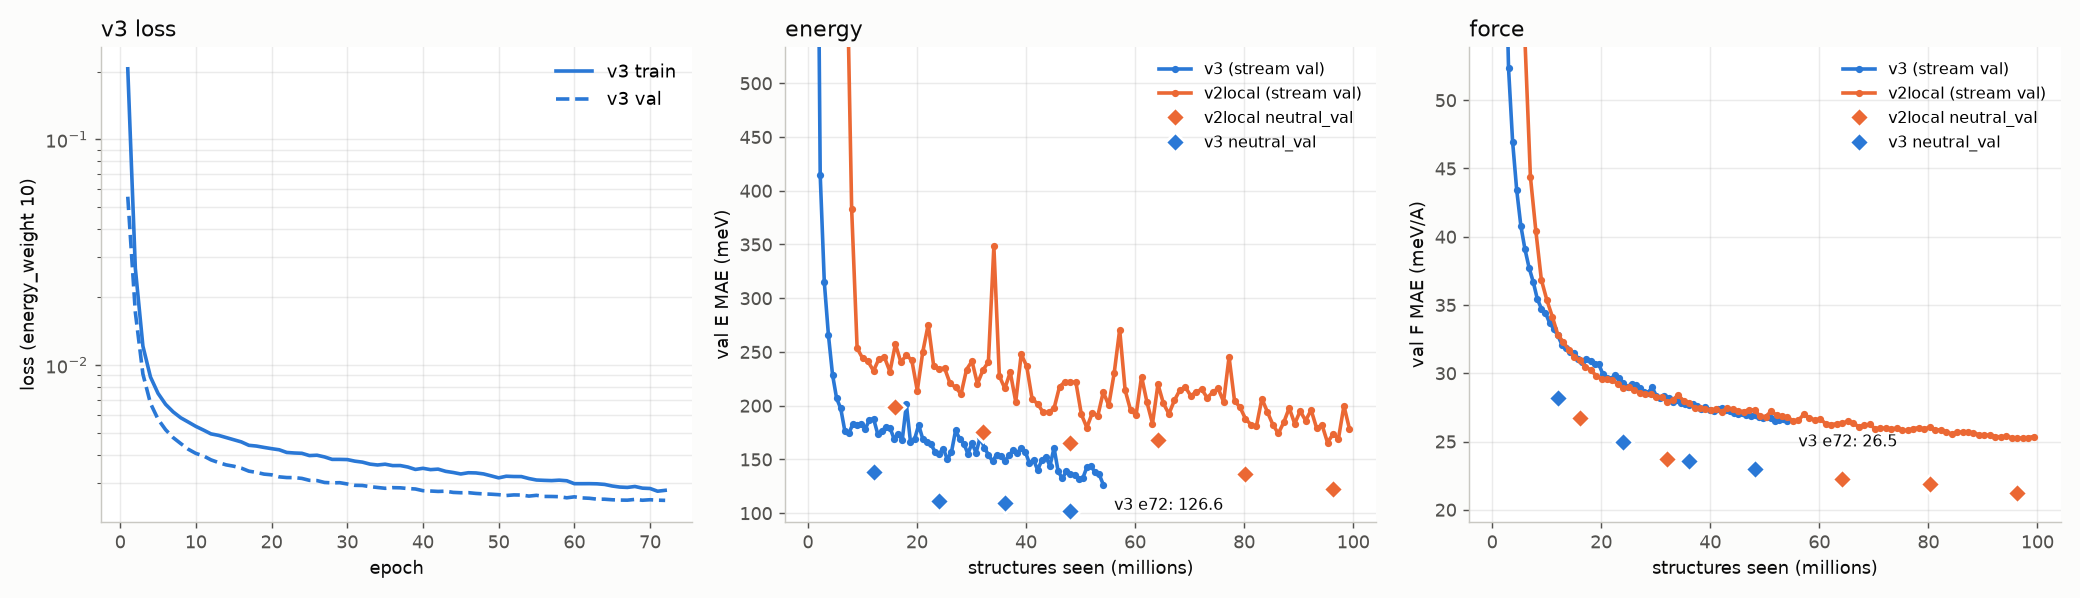 v3 loss
loss (energy_weight 10)
10⁻¹
10⁻²
v3 train
v3 val
0 10 20 30 40 50 60 70
epoch
energy
val E MAE (meV)
500
450
400
350
300
250
200
150
100
v3 (stream val)
v2local (stream val)
v2local neutral_val
v3 neutral_val
v3 e72: 126.6
0 20 40 60 80 100
structures seen (millions)
force
val F MAE (meV/A)
50
45
40
35
30
25
20
v3 (stream val)
v2local (stream val)
v2local neutral_val
v3 neutral_val
v3 e72: 26.5
0 20 40 60 80 100
structures seen (millions)